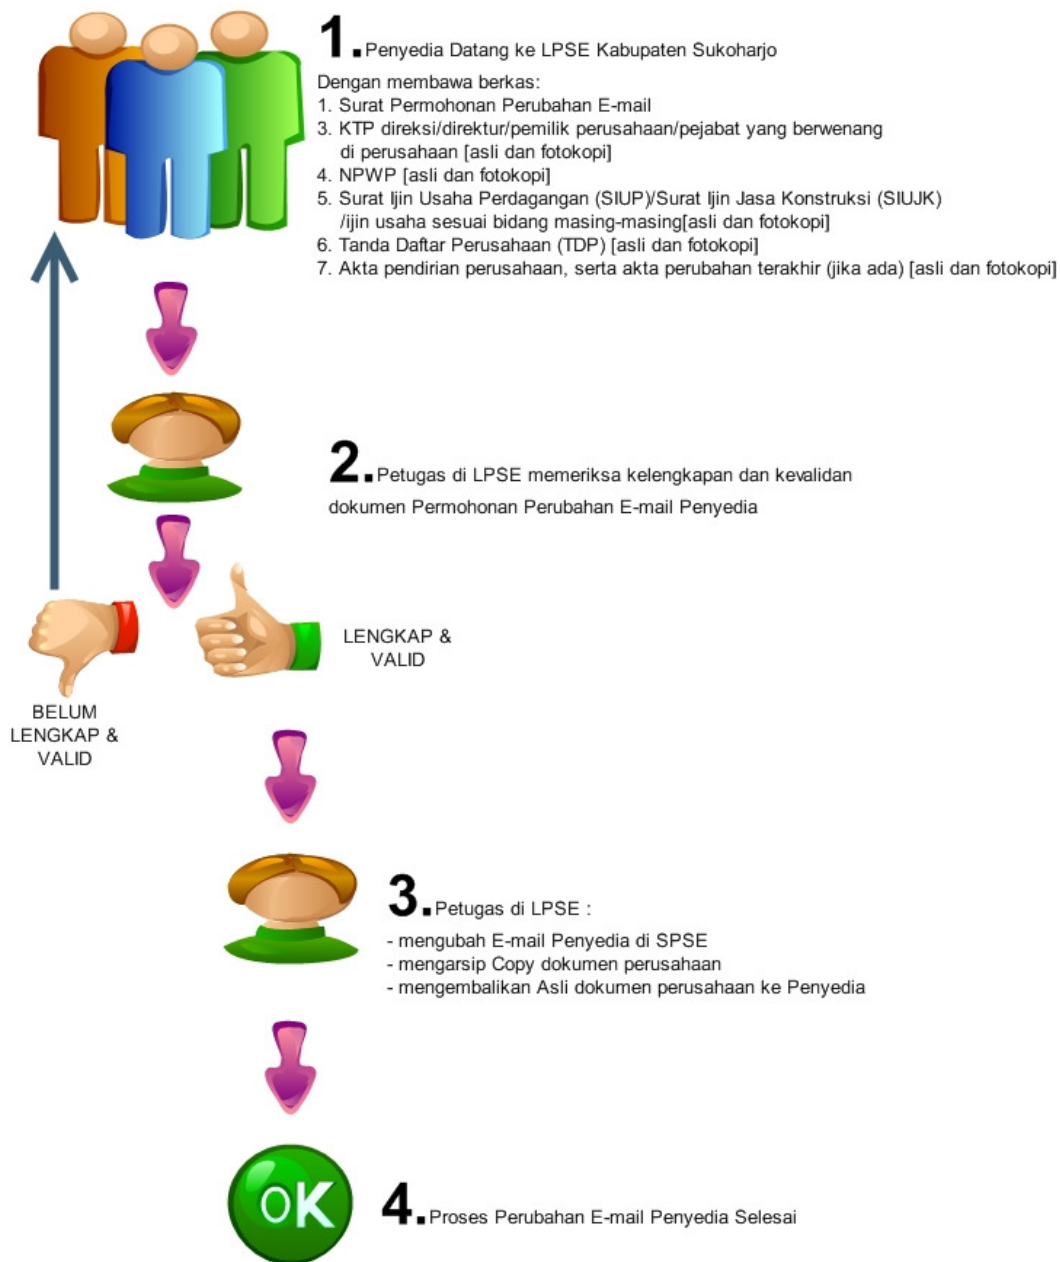 1.Penyedia Datang ke LPSE Kabupaten Sukoharjo
Dengan membawa berkas:
1. Surat Permohonan Perubahan E-mail
3. KTP direksi/direktur/pemilik perusahaan/pejabat yang berwenang
di perusahaan [asli dan fotokopi]
4. NPWP [asli dan fotokopi]
5. Surat Ijin Usaha Perdagangan (SIUP)/Surat Ijin Jasa Konstruksi (SIUJK)
/ijin usaha sesuai bidang masing-masing[asli dan fotokopi]
6. Tanda Daftar Perusahaan (TDP) [asli dan fotokopi]
7. Akta pendirian perusahaan, serta akta perubahan terakhir (jika ada) [asli dan fotokopi]
2.Petugas di LPSE memeriksa kelengkapan dan kevalidan
dokumen Permohonan Perubahan E-mail Penyedia
LENGKAP &
VALID
BELUM
LENGKAP &
VALID
3.Petugas di LPSE :
- mengubah E-mail Penyedia di SPSE
- mengarsip Copy dokumen perusahaan
- mengembalikan Asli dokumen perusahaan ke Penyedia
OK
4.Proses Perubahan E-mail Penyedia Selesai